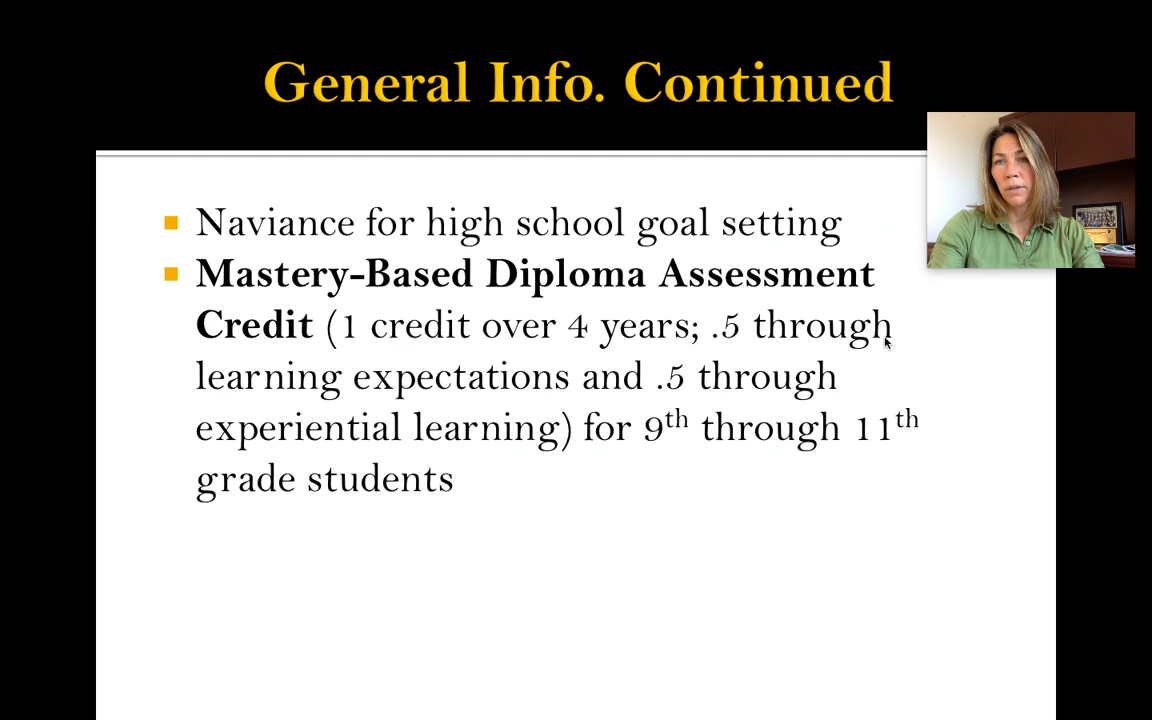 General Info. Continued
Naviance for high school goal setting
Mastery-Based Diploma Assessment
Credit (1 credit over 4 years; .5 through
learning expectations and .5 through
experiential learning) for 9th through 11th
grade students